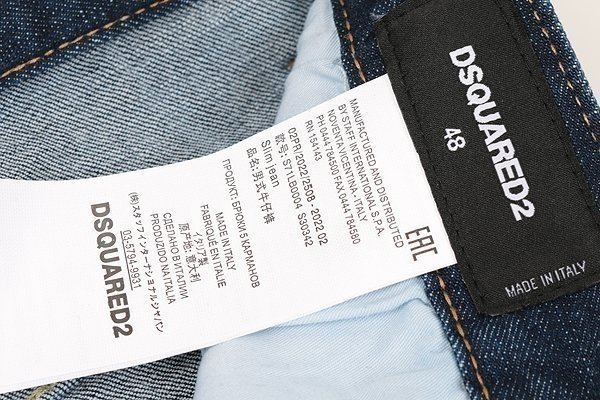 DSQUARED2
48
MADE IN ITALY
EAC
MANUFACTURED AND DISTRIBUTED
BY STAFF INTERNATIONAL S.P.A.
NOVENTA VICENTINA - ITALY
PH 0444 784500 FAX 0444 784580
RN 154143
02PR/2022/2508 - 2022 02
款号: S71LB0004 S30342
品名: 男式牛仔裤
Slim jean
ПРОДУКТ: БРЮКИ 5 КАРМАНОВ
MADE IN ITALY
FABRIQUÉ EN ITALIE
イタリア製
原产地: 意大利
СДЕЛАНО В ИТАЛИИ
PRODUZIDO NA ITALIA
(株)スタッフインターナショナルジャパン
03-5794-9931
DSQUARED2